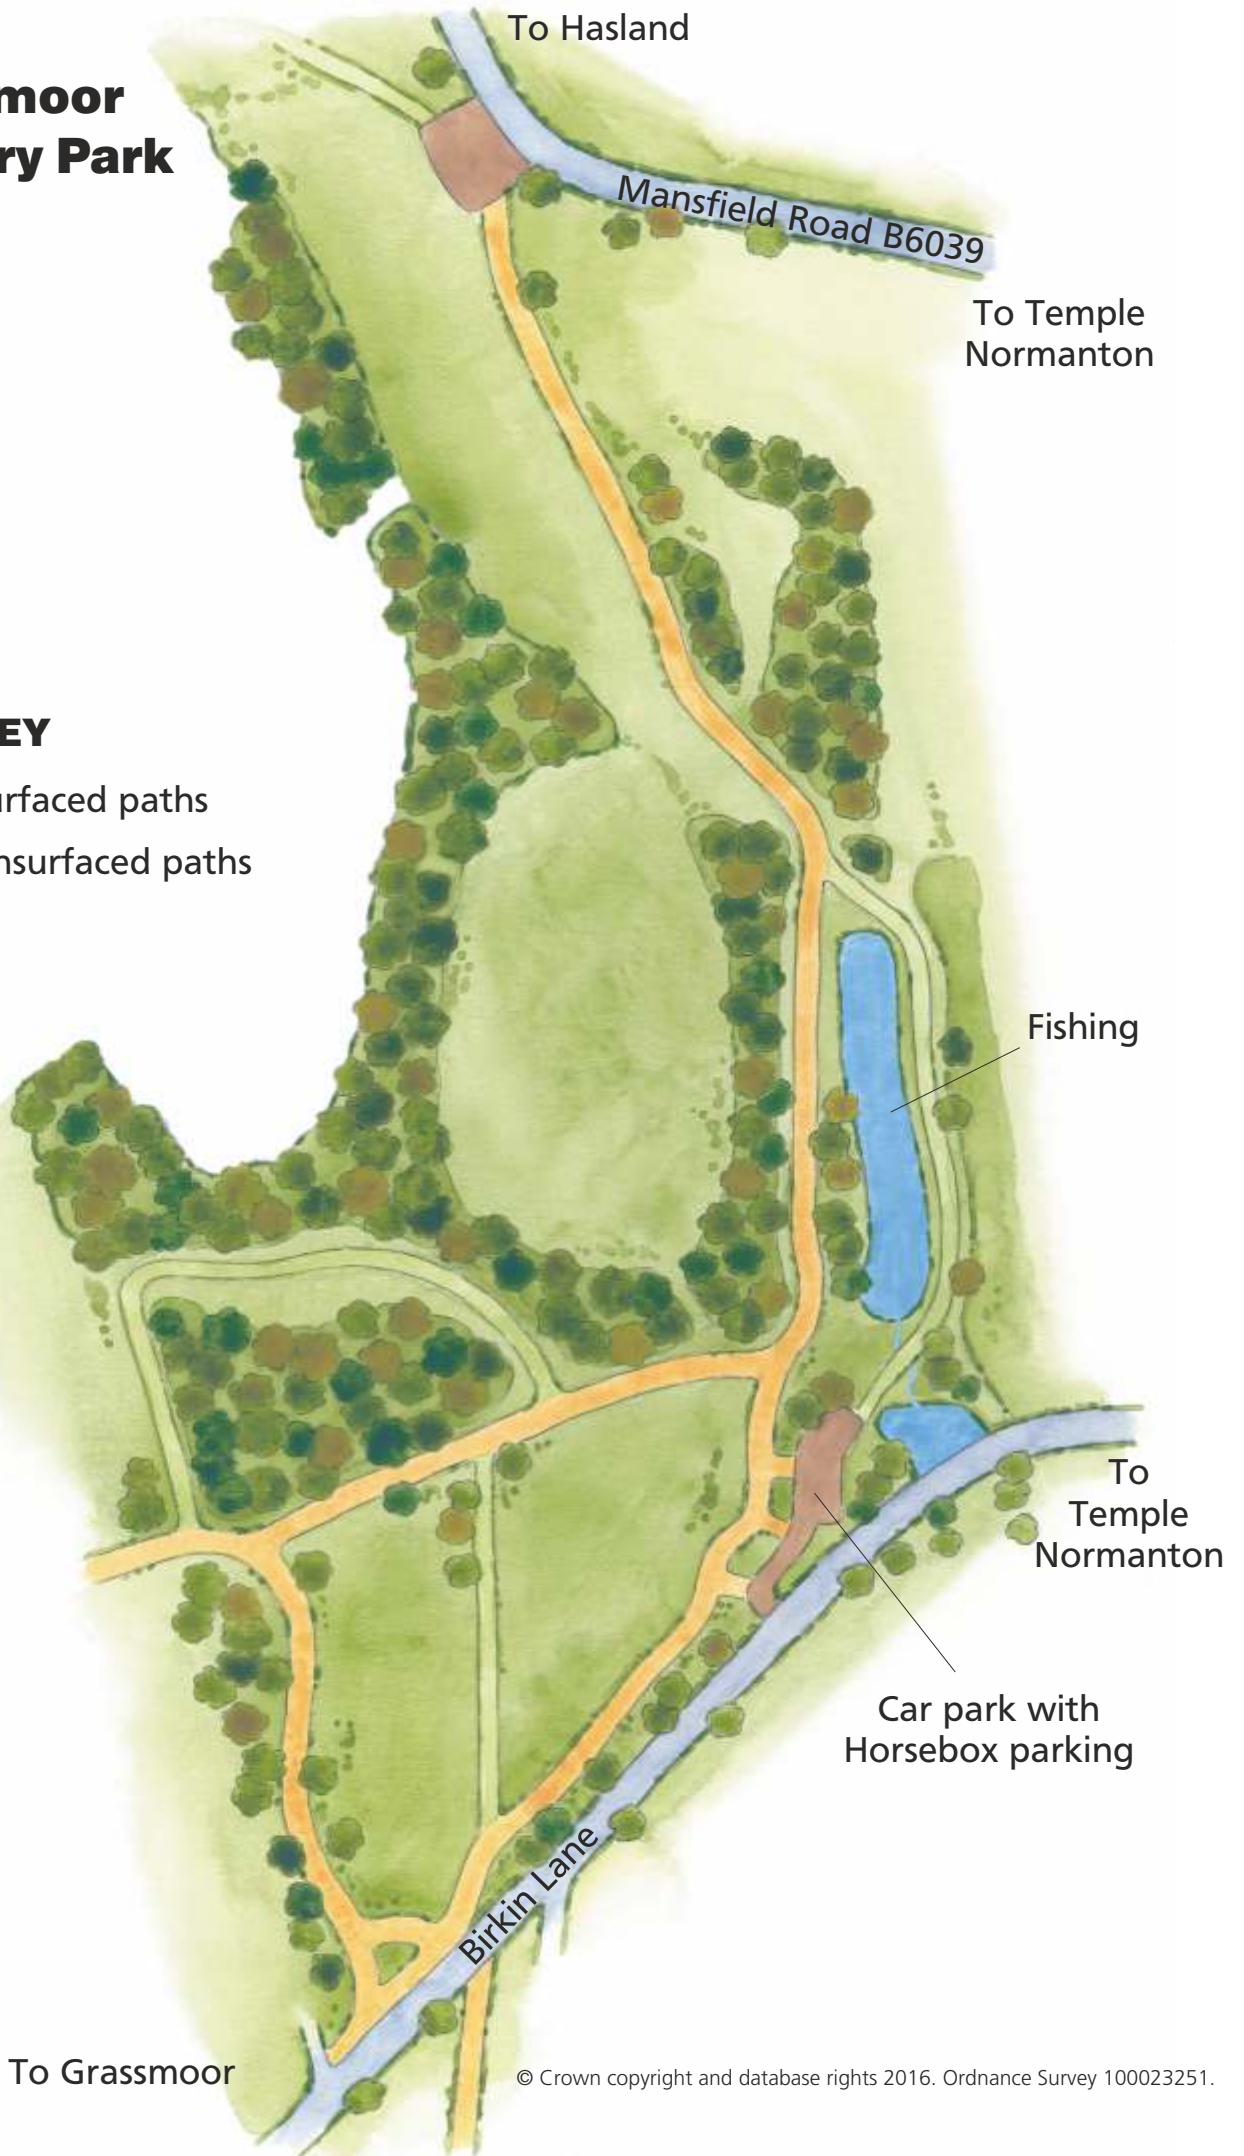 To Hasland
moor
ry Park
Mansfield Road B6039
To Temple
Normanton
EY
urfaced paths
nsurfaced paths
Fishing
To
Temple
Normanton
Car park with
Horsebox parking
Birkin Lane
To Grassmoor
© Crown copyright and database rights 2016. Ordnance Survey 100023251.